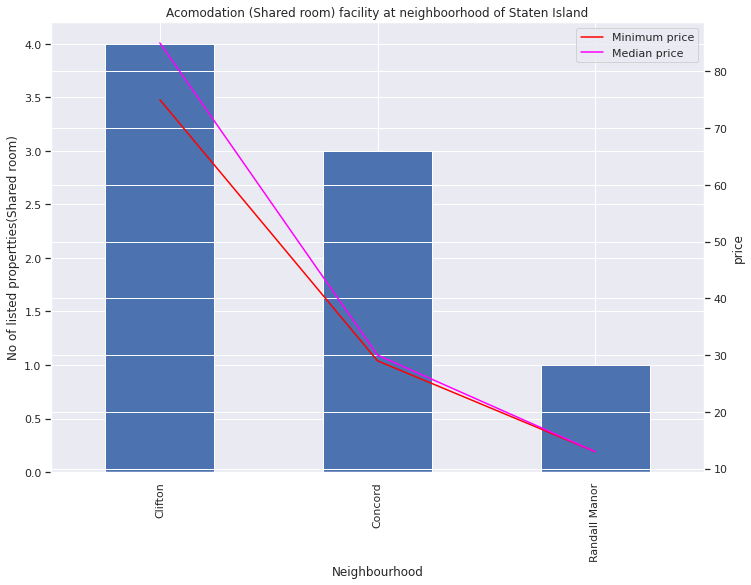 Acomodation (Shared room) facility at neighboorhood of Staten Island
Minimum price
Median price
No of listed propertties(Shared room)
4.0
3.5
3.0
2.5
2.0
1.5
1.0
0.5
0.0
80
70
60
50
40
30
20
10
price
Clifton
Concord
Randall Manor
Neighbourhood